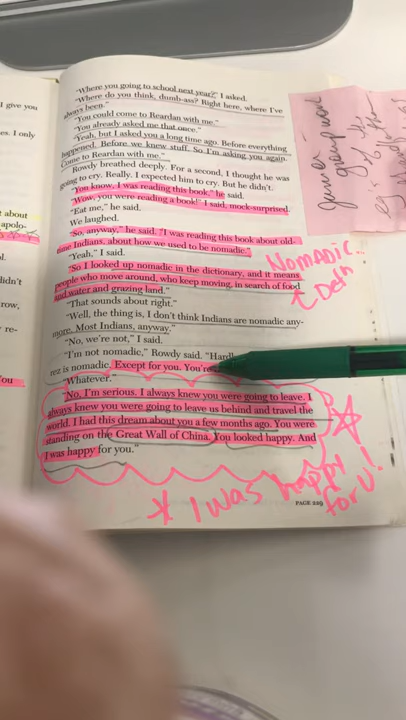 I give you
es. I only
t about
apolo-
l.
didn't
row,
r re-
You
"Where you going to school next year?" I asked.
"Where do you think, dumb-ass? Right here, where I've
always been."
"You could come to Reardan with me."
"You already asked me that once."
"Yeah, but I asked you a long time ago. Before everything
happened. Before we knew stuff. So I'm asking you again.
Come to Reardan with me."
Rowdy breathed deeply. For a second, I thought he was
going to cry. Really. I expected him to cry. But he didn't.
"You know, I was reading this book," he said.
"Wow, you were reading a book!" I said, mock-surprised.
"Eat me," he said.
We laughed.
"So, anyway," he said, "I was reading this book about old-
time Indians, about how we used to be nomadic."
"Yeah," I said.
"So I looked up nomadic in the dictionary, and it means
people who move around, who keep moving, in search of food
and water and grazing land."
"That sounds about right."
"Well, the thing is, I don't think Indians are nomadic any-
more. Most Indians, anyway."
"No, we're not," I said.
"I'm not nomadic," Rowdy said. "Hardl
rez is nomadic. Except for you. You're
"Whatever."
"No, I'm serious. I always knew you were going to leave. I
always knew you were going to leave us behind and travel the
world. I had this dream about you a few months ago. You were
standing on the Great Wall of China. You looked happy. And
I was happy for you."
PAGE 229
NOMADIC
I was happy
for U!
group work